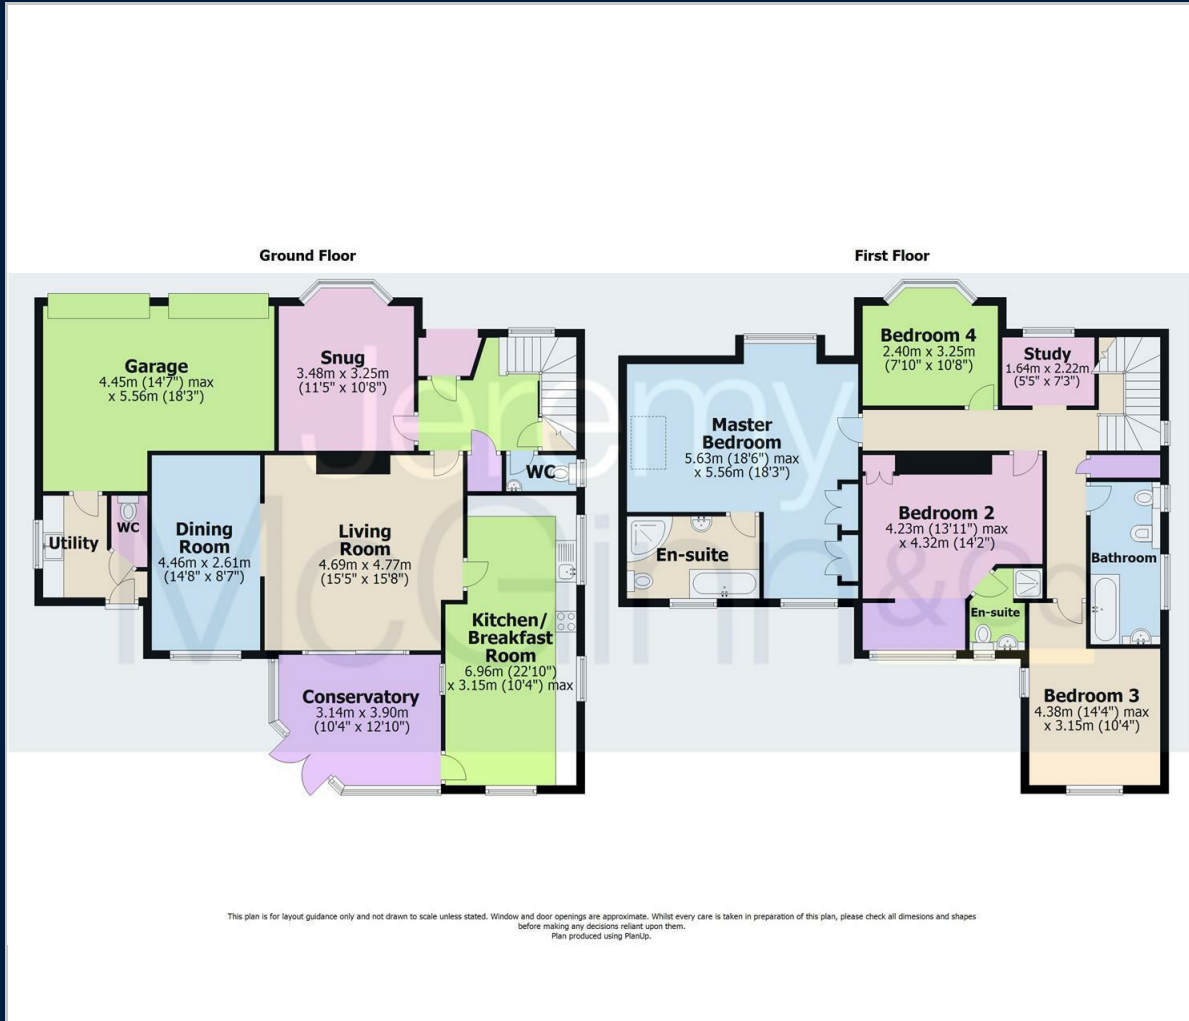 Ground Floor
Garage
4.45m (14'7") max
x 5.56m (18'3")
Snug
3.48m x 3.25m
(11'5" x 10'8")
WC
Utility
WC
Dining
Room
4.46m x 2.61m
(14'8" x 8'7")
Living
Room
4.69m x 4.77m
(15'5" x 15'8")
Kitchen/
Breakfast
Room
6.96m (22'10")
x 3.15m (10'4") max
Conservatory
3.14m x 3.90m
(10'4" x 12'10")
First Floor
Bedroom 4
2.40m x 3.25m
(7'10" x 10'8")
Study
1.64m x 2.22m
(5'5" x 7'3")
Master
Bedroom
5.63m (18'6") max
x 5.56m (18'3")
Bedroom 2
4.23m (13'11") max
x 4.32m (14'2")
En-suite
Bathroom
En-suite
Bedroom 3
4.38m (14'4") max
x 3.15m (10'4")
Jeremy
McGinn & Co
This plan is for layout guidance only and not drawn to scale unless stated. Window and door openings are approximate. Whilst every care is taken in preparation of this plan, please check all dimesions and shapes
before making any decisions reliant upon them.
Plan produced using PlanUp.